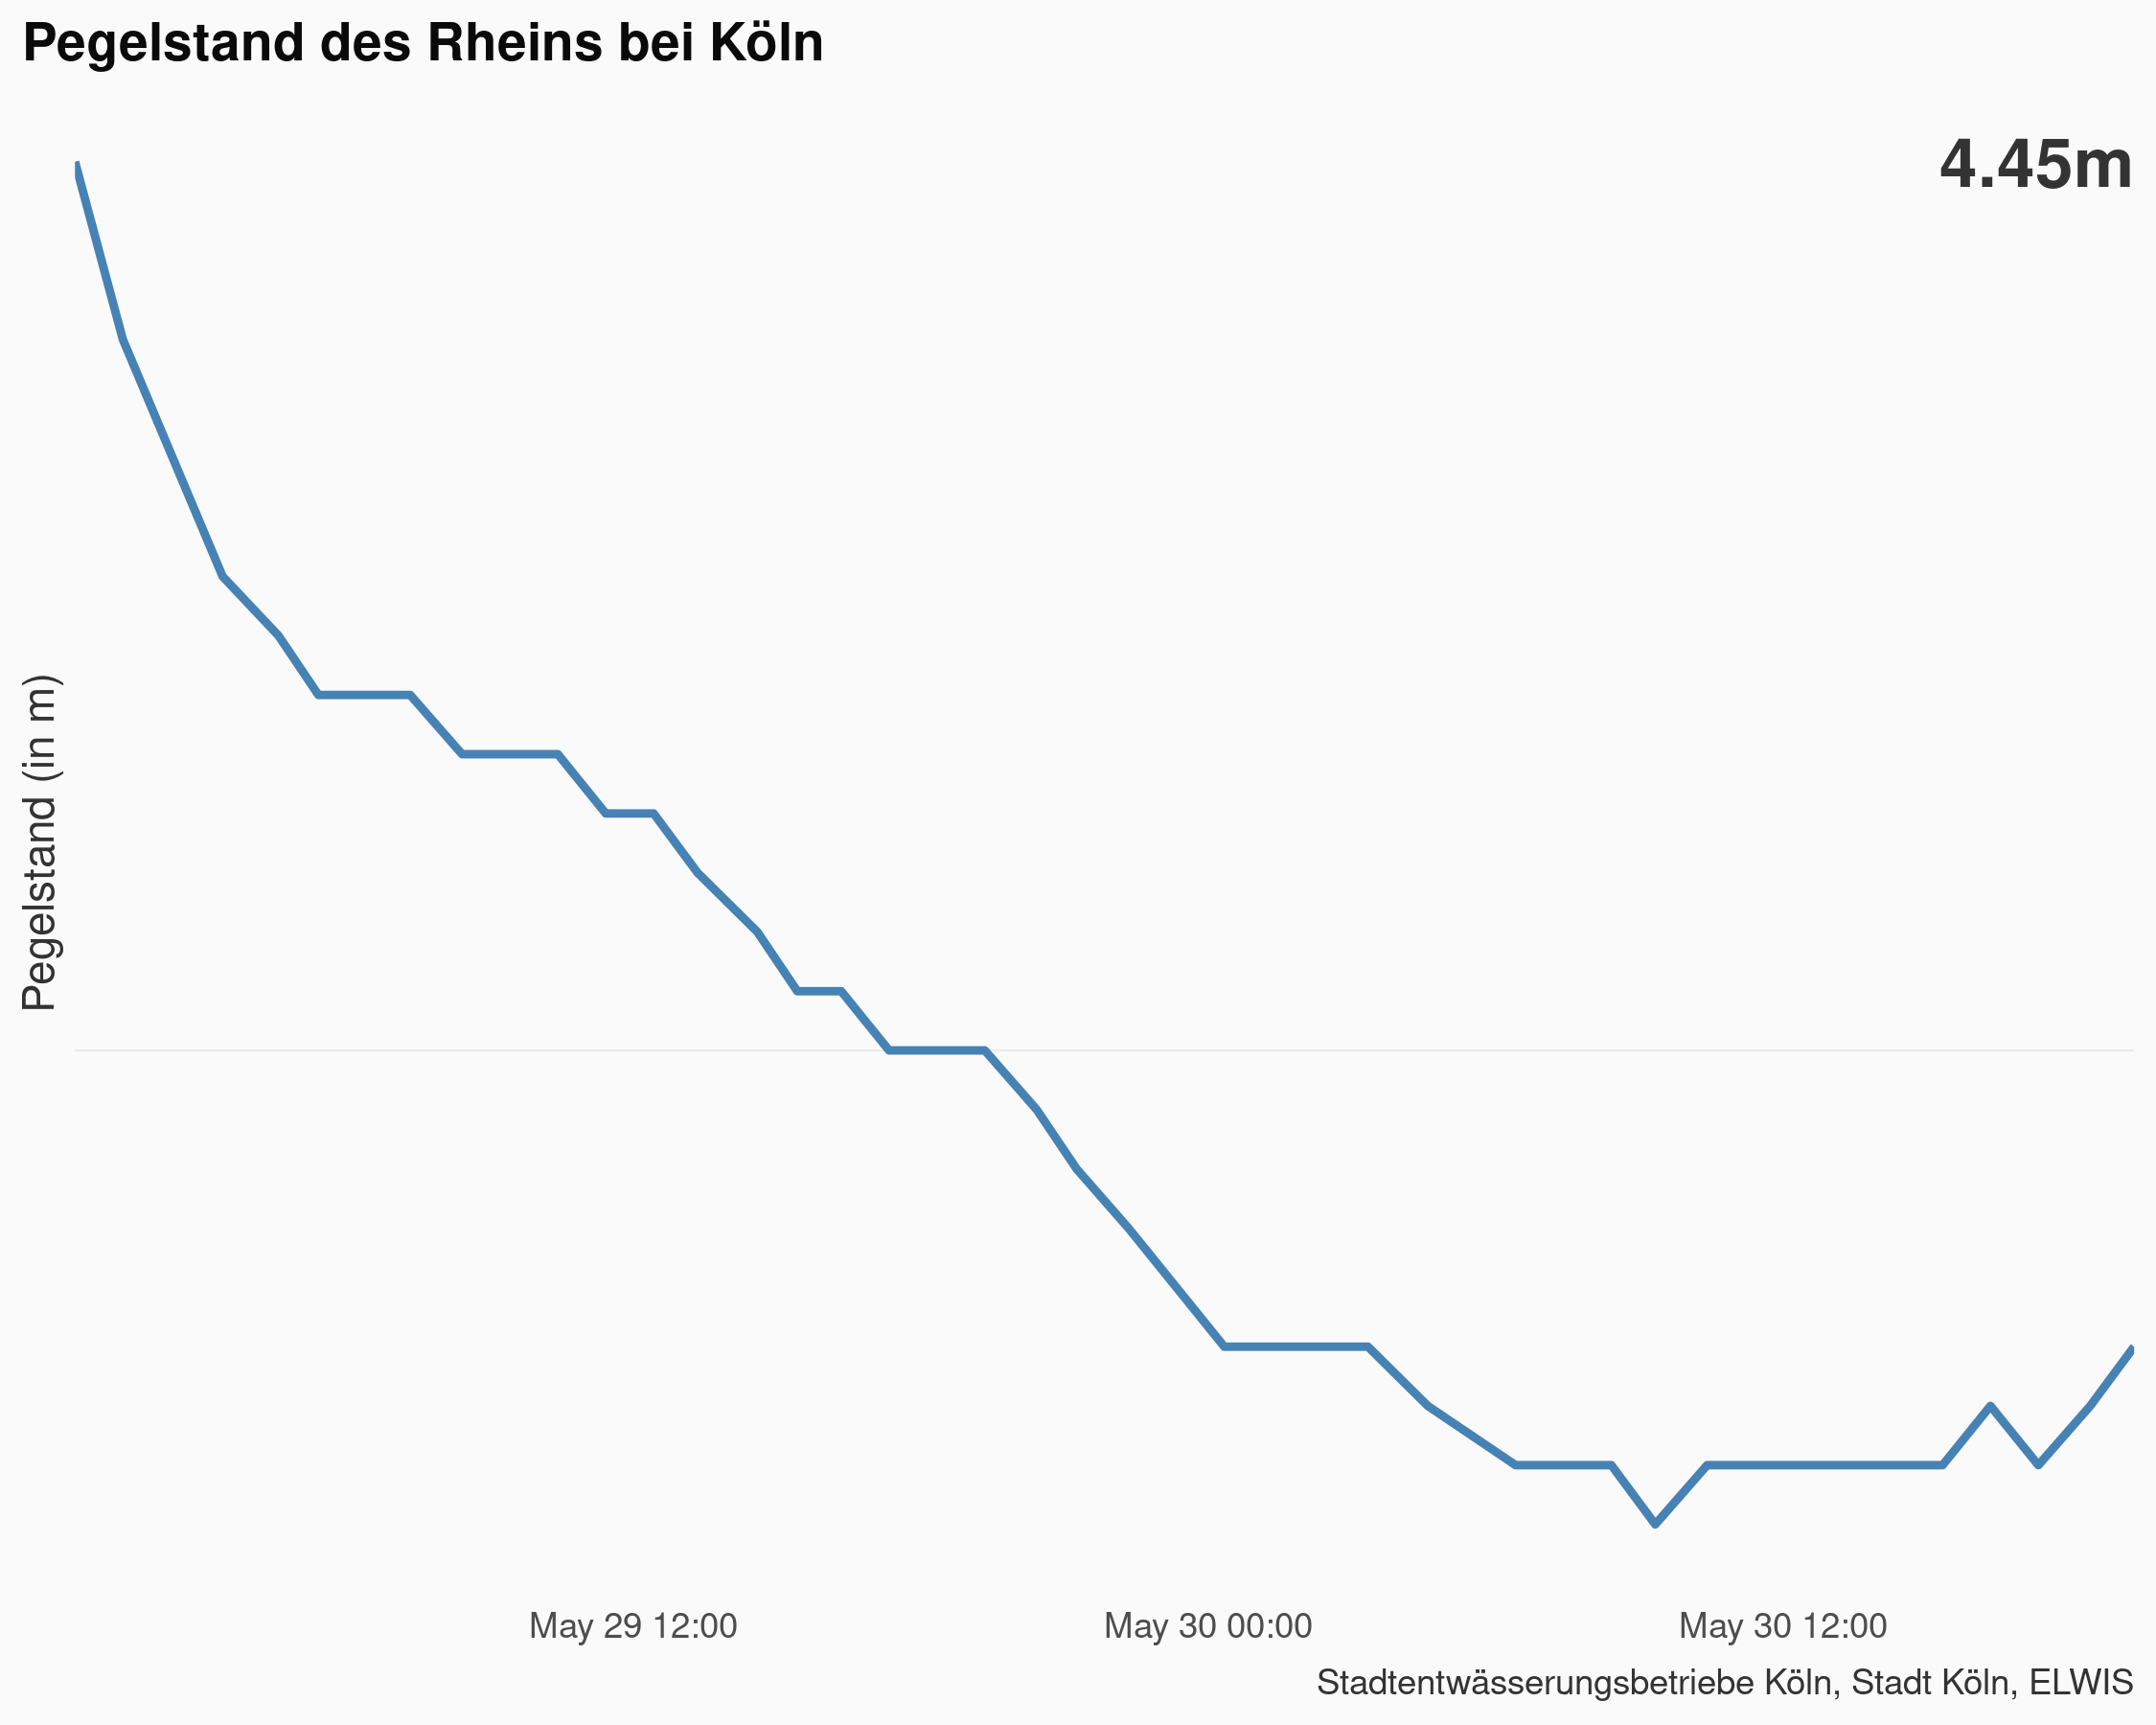 Pegelstand des Rheins bei Köln
4.45m
Pegelstand (in m)
May 29 12:00
May 30 00:00
May 30 12:00
Stadtentwässerungsbetriebe Köln, Stadt Köln, ELWIS